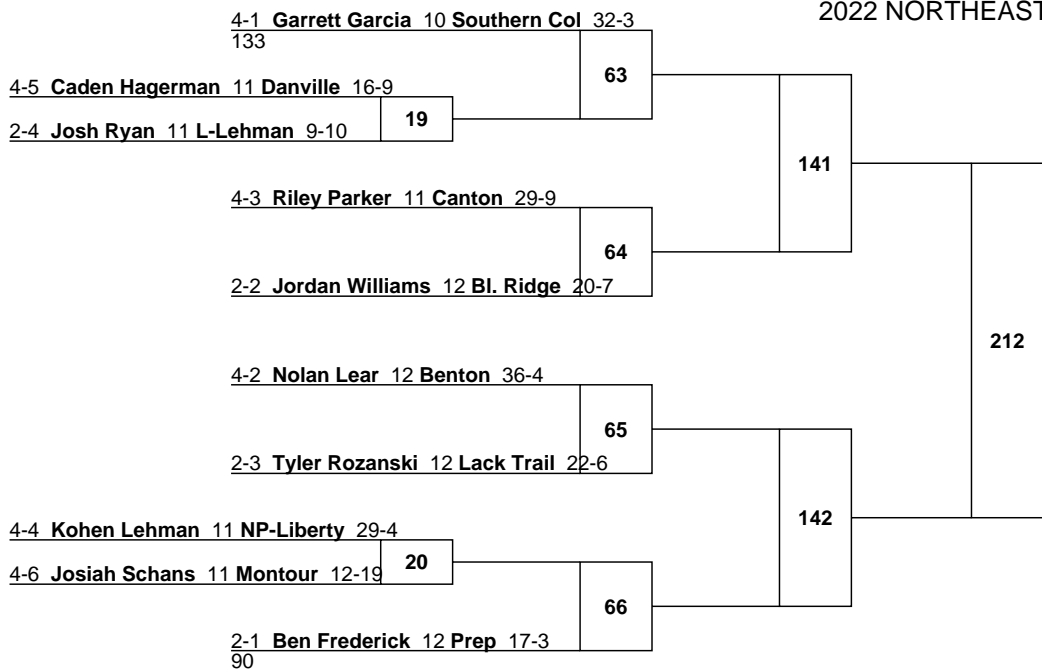 2022 NORTHEAST
4-1 Garrett Garcia 10 Southern Col 32-3
133
63
4-5 Caden Hagerman 11 Danville 16-9
19
2-4 Josh Ryan 11 L-Lehman 9-10
141
4-3 Riley Parker 11 Canton 29-9
64
2-2 Jordan Williams 12 Bl. Ridge 20-7
212
4-2 Nolan Lear 12 Benton 36-4
65
2-3 Tyler Rozanski 12 Lack Trail 22-6
142
4-4 Kohen Lehman 11 NP-Liberty 29-4
20
4-6 Josiah Schans 11 Montour 12-19
66
2-1 Ben Frederick 12 Prep 17-3
90